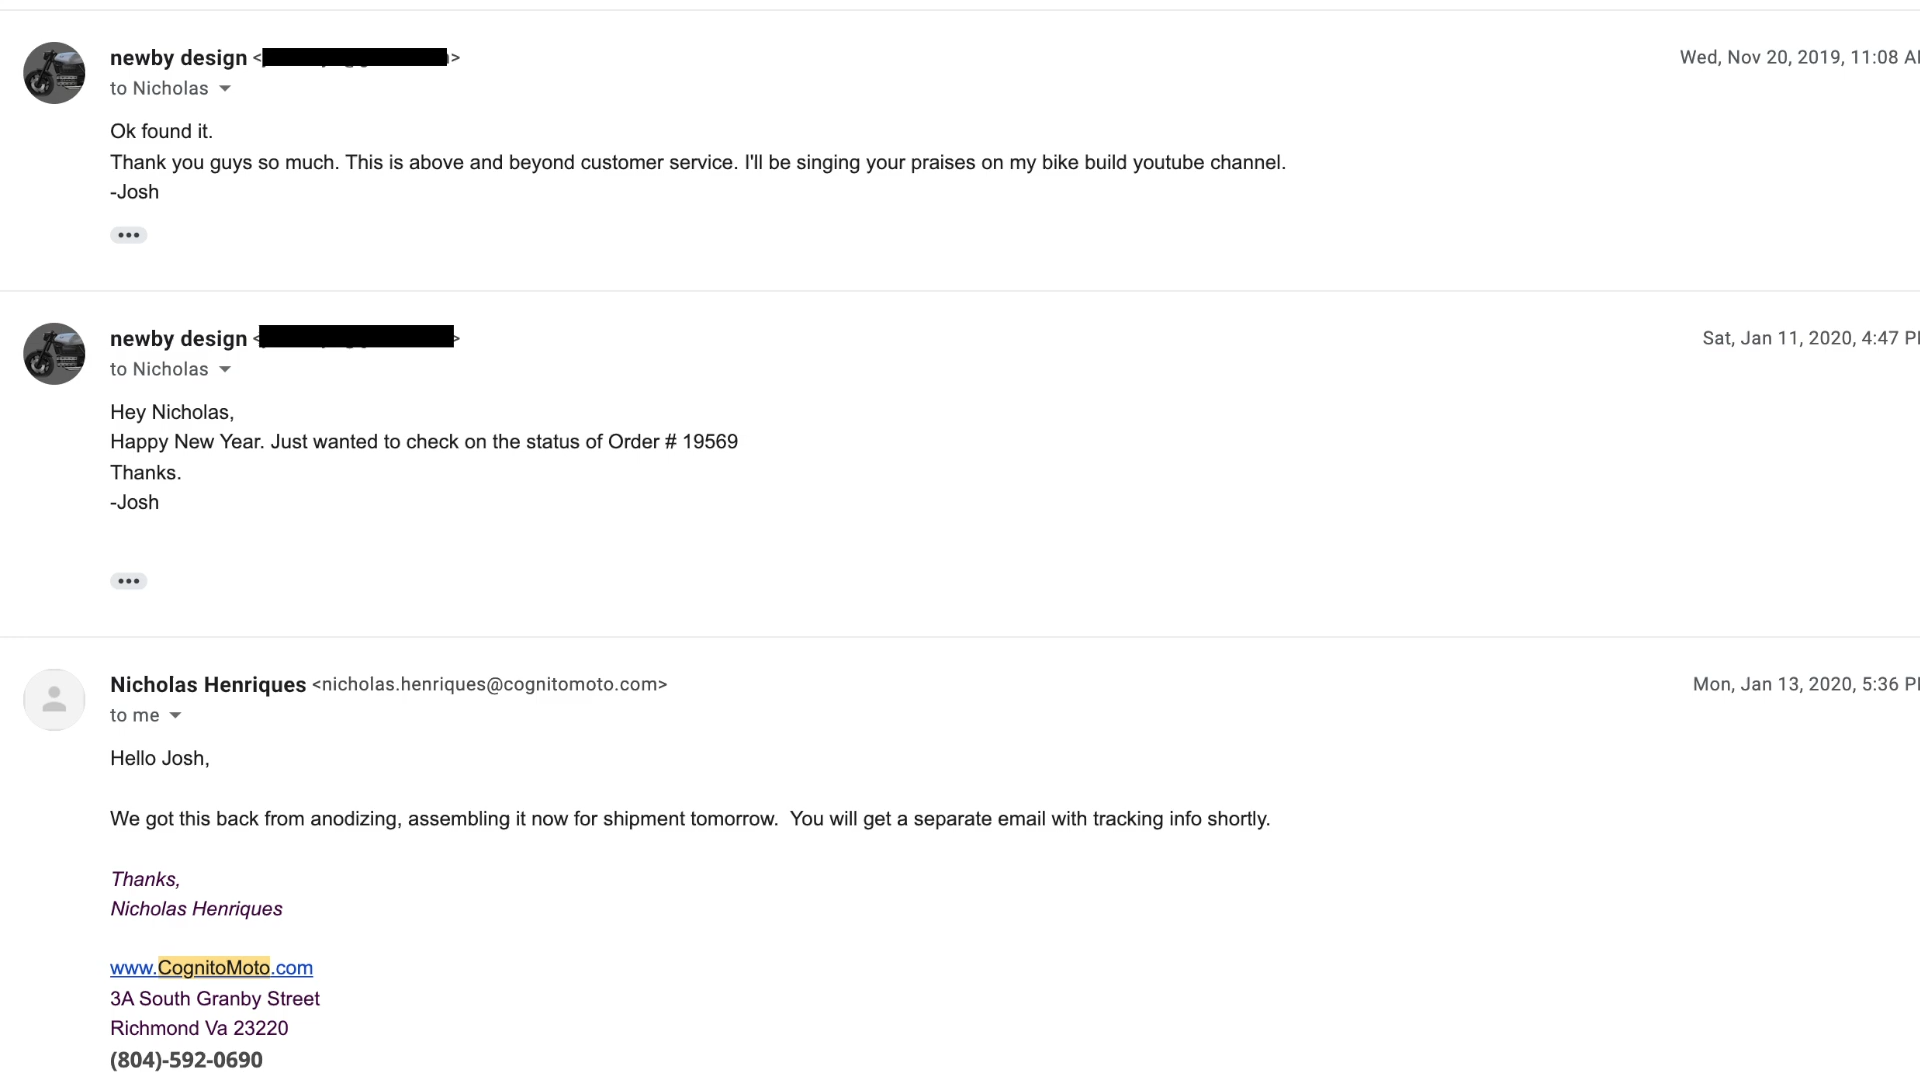 newby design <
>
Wed, Nov 20, 2019, 11:08 A
to Nicholas
Ok found it.
Thank you guys so much. This is above and beyond customer service. I'll be singing your praises on my bike build youtube channel.
-Josh
newby design
Sat, Jan 11, 2020, 4:47 P
to Nicholas
Hey Nicholas,
Happy New Year. Just wanted to check on the status of Order # 19569
Thanks.
-Josh
Nicholas Henriques <nicholas.henriques@cognitomoto.com>
Mon, Jan 13, 2020, 5:36 P
to me
Hello Josh,
We got this back from anodizing, assembling it now for shipment tomorrow.  You will get a separate email with tracking info shortly.
Thanks,
Nicholas Henriques
www.CognitoMoto.com
3A South Granby Street
Richmond Va 23220
(804)-592-0690